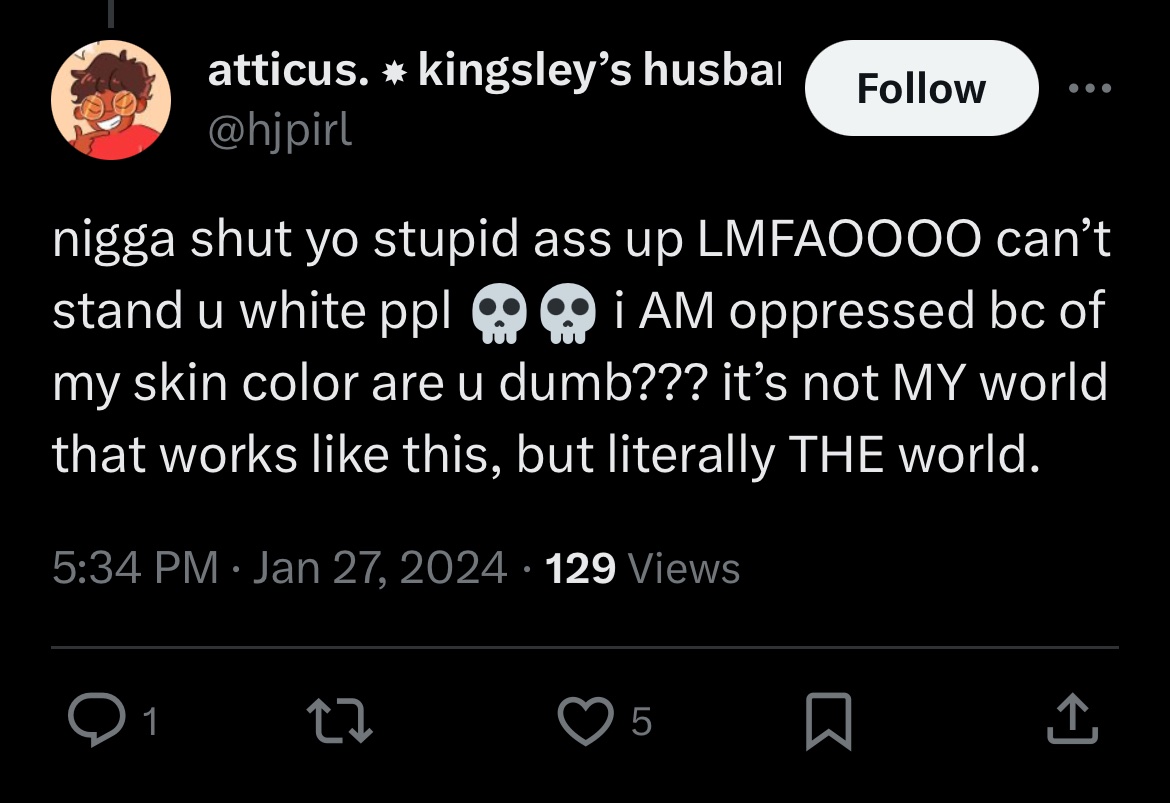 atticus. ✸ kingsley’s husba
Follow
@hjpirl
nigga shut yo stupid ass up LMFAOOOO can’t
stand u white ppl 💀💀 i AM oppressed bc of
my skin color are u dumb??? it’s not MY world
that works like this, but literally THE world.
5:34 PM · Jan 27, 2024 · 129 Views
1
5